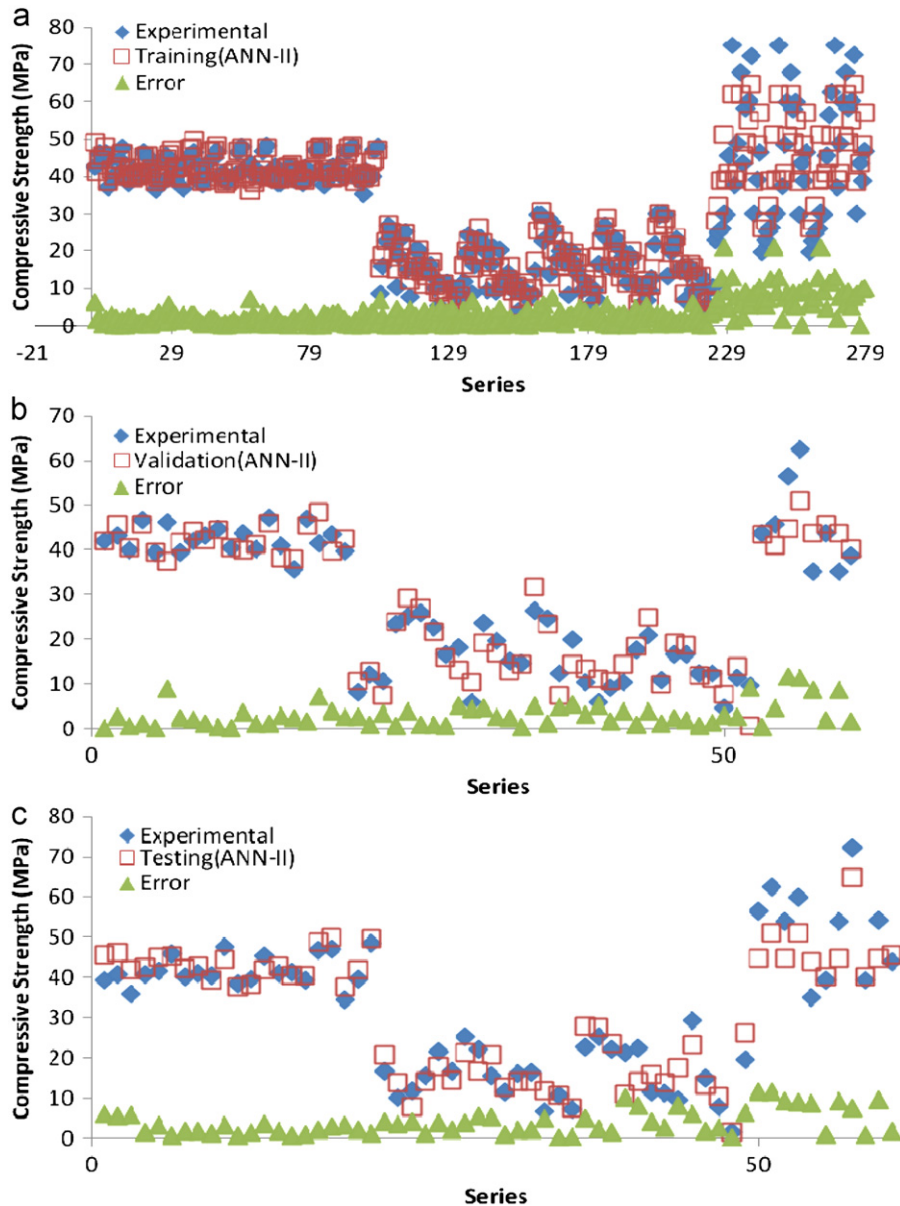 a
80
70
60
50
40
30
20
10
0
Compressive Strength (MPa)
Experimental
Training(ANN-II)
Error
-21 29 79 129 179 229 279
Series
b
70
60
50
40
30
20
10
0
Compressive Strength (MPa)
Experimental
Validation(ANN-II)
Error
0 50
Series
c
80
70
60
50
40
30
20
10
0
Compressive Strength (MPa)
Experimental
Testing(ANN-II)
Error
0 50
Series